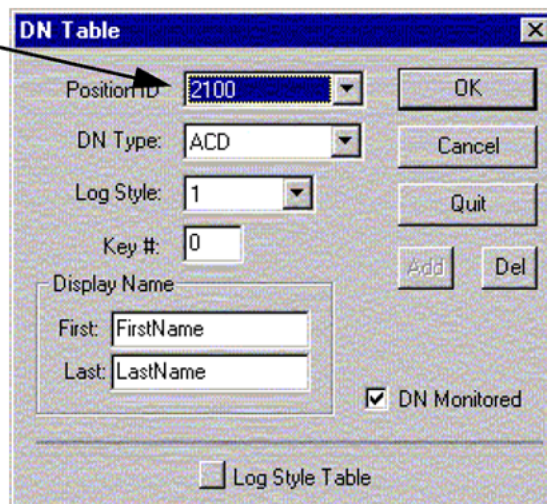 DN Table
Position ID 2100 OK
DN Type: ACD Cancel
Log Style: 1 Quit
Key #: 0 Add Del
Display Name
First: FirstName
Last: LastName
DN Monitored
Log Style Table